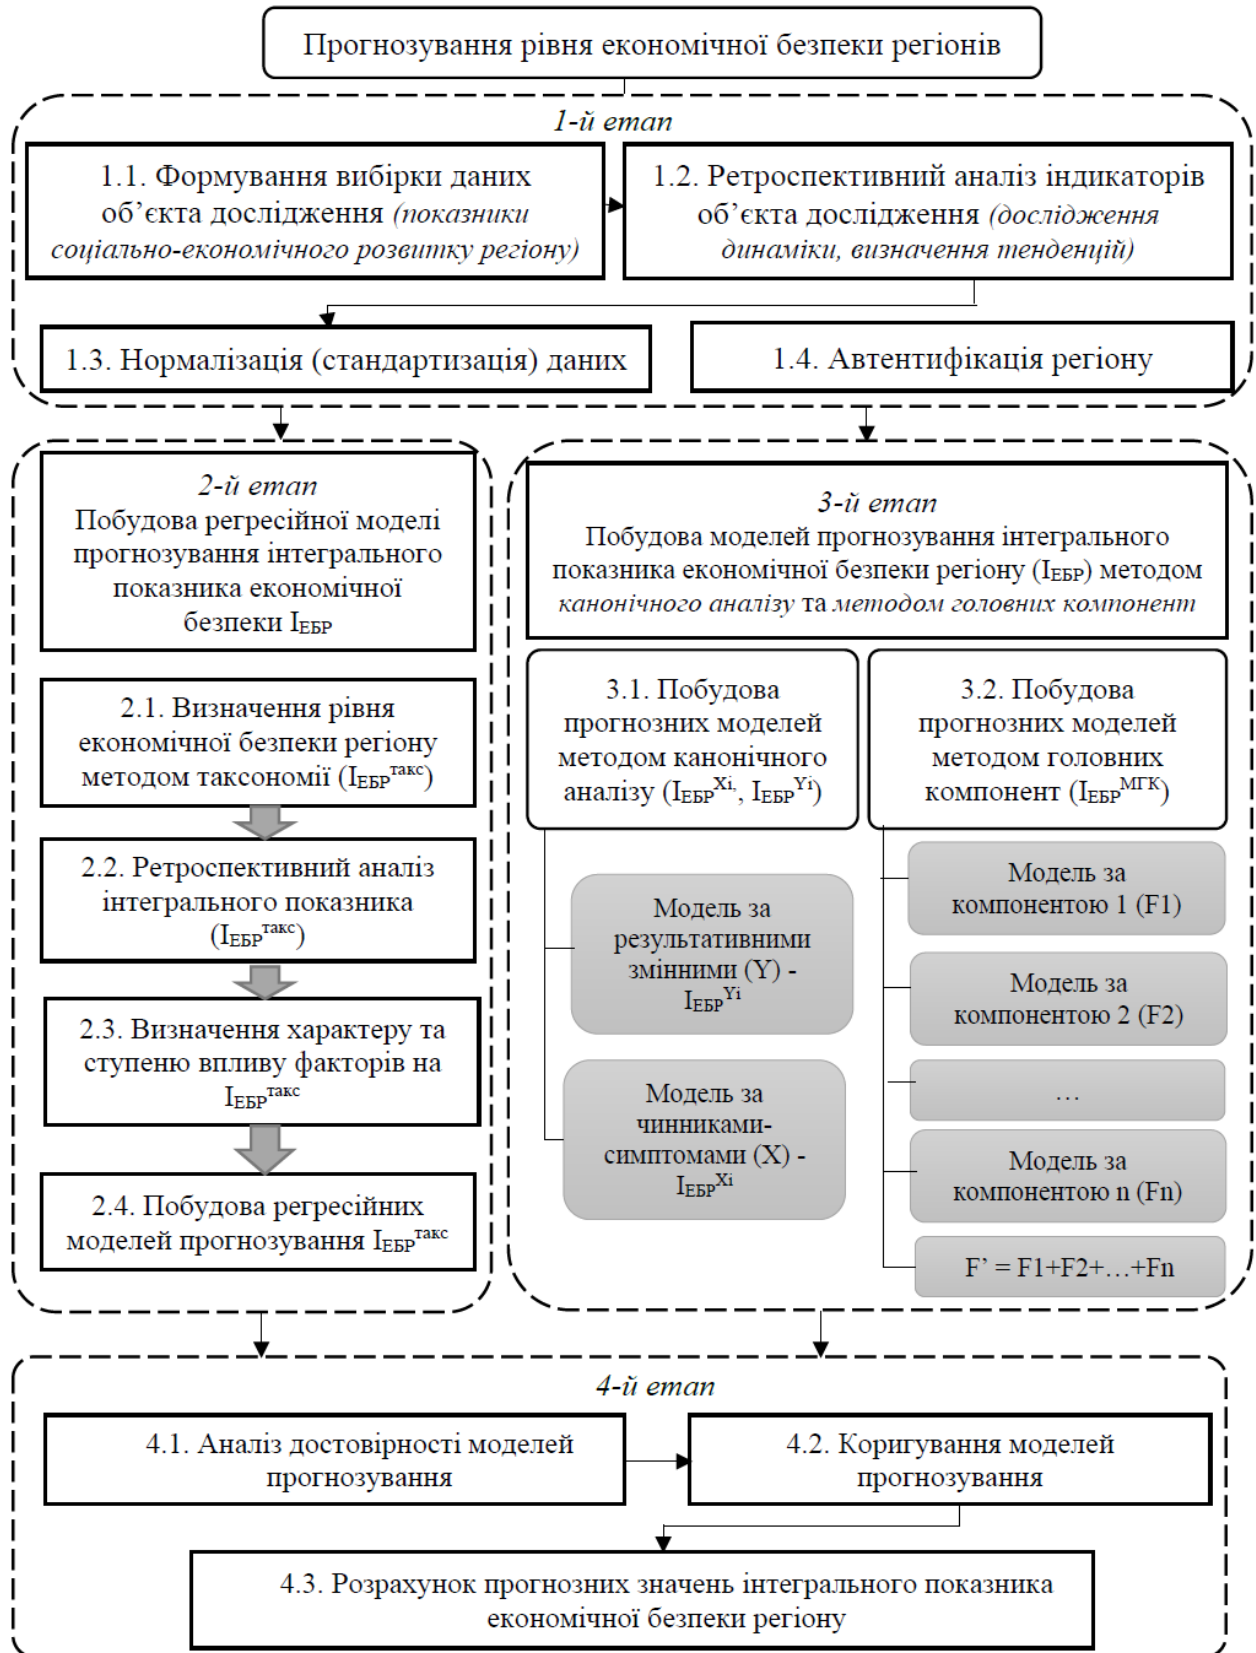 Прогнозування рівня економічної безпеки регіонів
1-й етап
1.1. Формування вибірки даних
об’єкта дослідження (показники
соціально-економічного розвитку регіону)
1.2. Ретроспективний аналіз індикаторів
об’єкта дослідження (дослідження
динаміки, визначення тенденцій)
1.3. Нормалізація (стандартизація) даних
1.4. Автентифікація регіону
2-й етап
Побудова регресійної моделі
прогнозування інтегрального
показника економічної
безпеки IЕБР
2.1. Визначення рівня
економічної безпеки регіону
методом таксономії (IЕБРтакс)
2.2. Ретроспективний аналіз
інтегрального показника
(IЕБРтакс)
2.3. Визначення характеру та
ступеню впливу факторів на
IЕБРтакс
2.4. Побудова регресійних
моделей прогнозування IЕБРтакс
3-й етап
Побудова моделей прогнозування інтегрального
показника економічної безпеки регіону (IЕБР) методом
канонічного аналізу та методом головних компонент
3.1. Побудова
прогнозних моделей
методом канонічного
аналізу (IЕБРXi,, IЕБРYi)
Модель за
результативними
змінними (Y) -
IЕБРYi
Модель за
чинниками-
симптомами (X) -
IЕБРXi
3.2. Побудова
прогнозних моделей
методом головних
компонент (IЕБРМГК)
Модель за
компонентою 1 (F1)
Модель за
компонентою 2 (F2)
…
Модель за
компонентою n (Fn)
F’ = F1+F2+…+Fn
4-й етап
4.1. Аналіз достовірності моделей
прогнозування
4.2. Коригування моделей
прогнозування
4.3. Розрахунок прогнозних значень інтегрального показника
економічної безпеки регіону